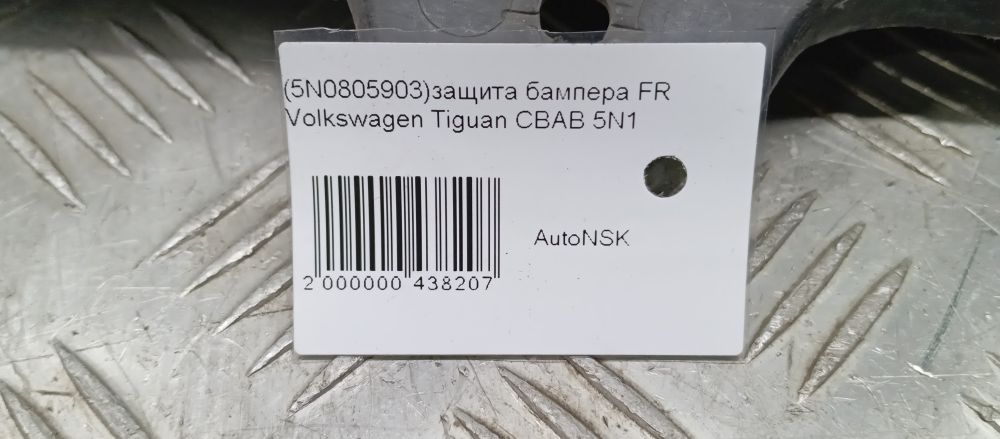 (5N0805903)защита бампера FR
Volkswagen Tiguan CBAB 5N1
AutoNSK
2 000000 438207